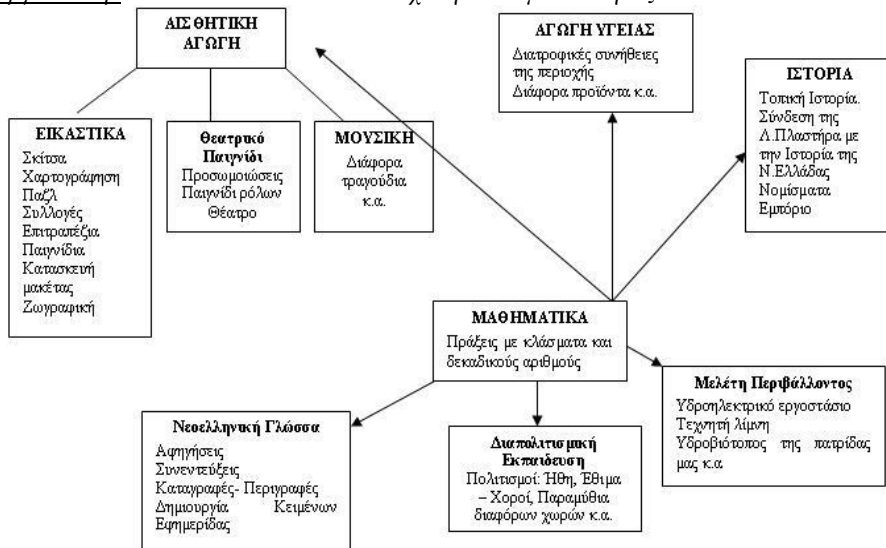 ΑΙΣΘΗΤΙΚΗ
ΑΓΩΓΗ
ΑΓΩΓΗ ΥΓΕΙΑΣ
Διατροφικές συνήθειες
της περιοχής
Διάφορα προϊόντα κ.α.
ΙΣΤΟΡΙΑ
Τοπική Ιστορία.
Σύνδεση της
Λ.Πλαστήρα με
την Ιστορία της
Ν.Ελλάδας
Νομίσματα
Εμπόριο
ΕΙΚΑΣΤΙΚΑ
Σκίτσα
Χαρτογράφηση
Παζλ
Συλλογές
Επιτραπέζια
Παιγνίδια
Κατασκευή
μακέτας
Ζωγραφική
Θεατρικό
Παιγνίδι
Προσωμοιώσεις
Παιγνίδι ρόλων
Θέατρο
ΜΟΥΣΙΚΗ
Διάφορα
τραγούδια
κ.α.
ΜΑΘΗΜΑΤΙΚΑ
Πράξεις με κλάσματα και
δεκαδικούς αριθμούς
Νεοελληνική Γλώσσα
Αφηγήσεις
Συνεντεύξεις
Καταγραφές- Περιγραφές
Δημιουργία Κειμένων
Εφημερίδας
Διαπολιτισμική
Εκπαίδευση
Πολιτισμοί: Ήθη, Έθιμα
– Χοροί, Παραμύθια
διαφόρων χωρών κ.α.
Μελέτη Περιβάλλοντος
Υδροηλεκτρικό εργοστάσιο
Τεχνητή λίμνη
Υδροβιότοπος της πατρίδας
μας κ.α